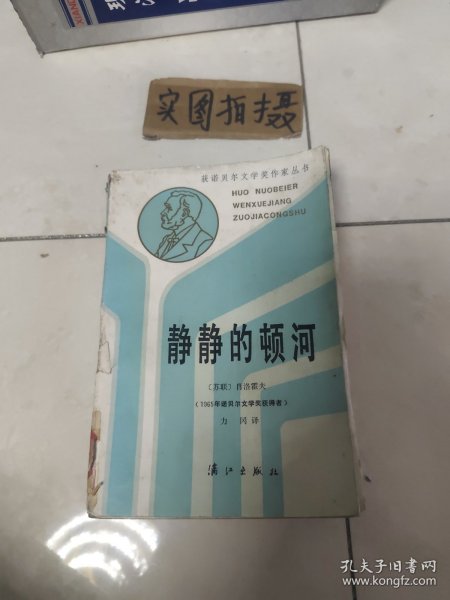 XIAND
实图拍摄
获诺贝尔文学奖作家丛书
HUO NUOBEIER
WENXUEJIANG
ZUOJIACONGSHU
静静的顿河
〔苏联〕肖洛霍夫
（1965年诺贝尔文学奖获得者）
力冈译
漓江出版社
孔夫子旧书网
www.kongfz.com